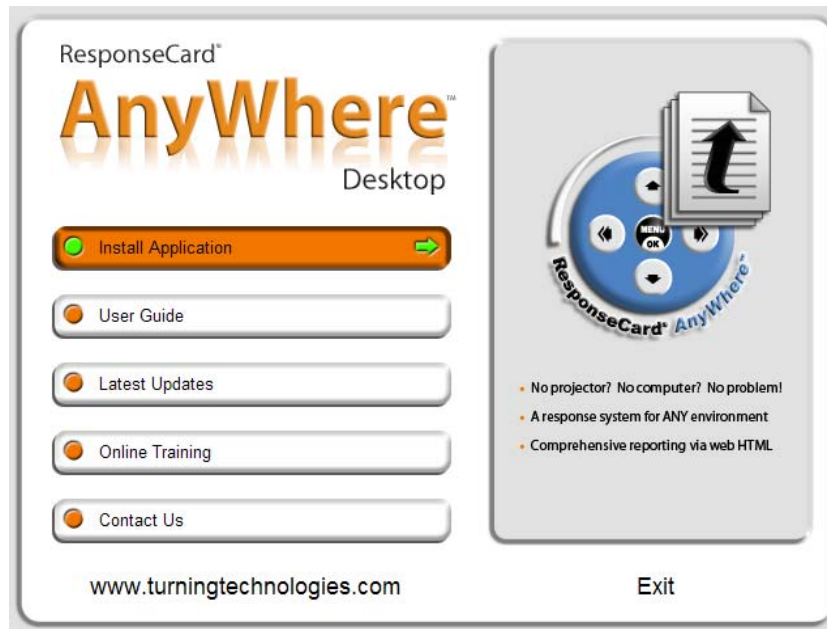 ResponseCard®
AnyWhere™
Desktop
Install Application
User Guide
Latest Updates
Online Training
Contact Us
www.turningtechnologies.com
t
MENU
OK
ResponseCard® AnyWhere™
• No projector? No computer? No problem!
• A response system for ANY environment
• Comprehensive reporting via web HTML
Exit